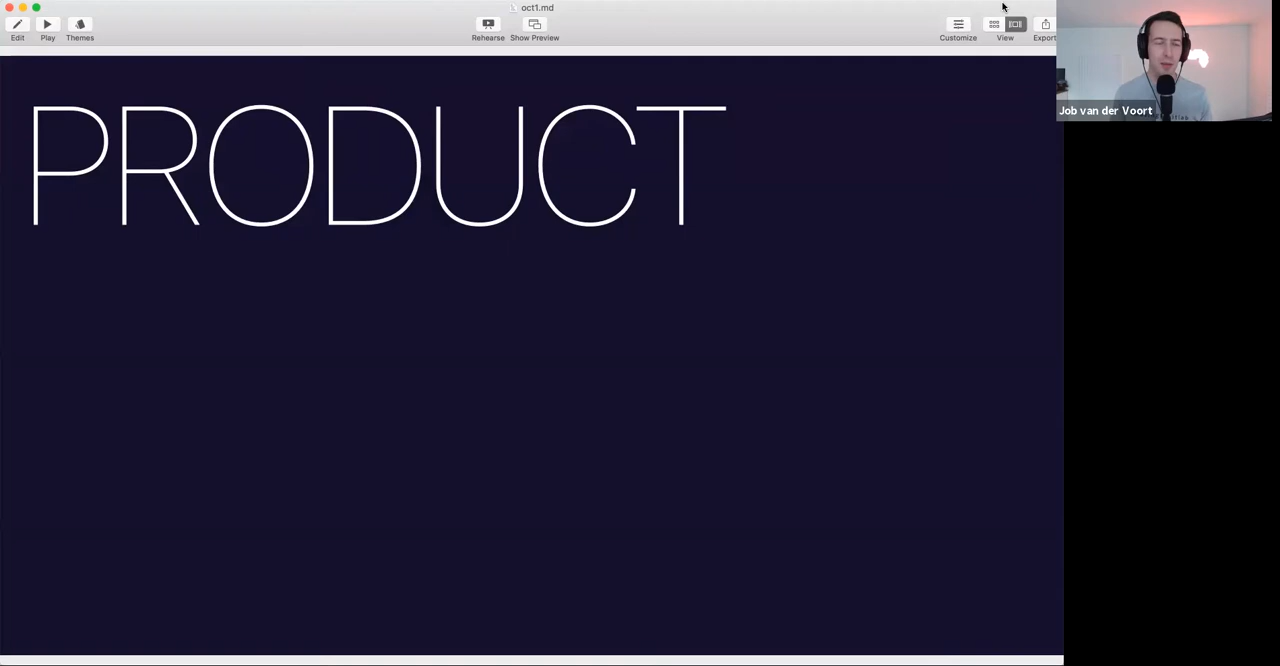 oct1.md
Edit
Play
Themes
Rehearse
Show Preview
Customize
View
Export
PRODUCT
Job van der Voort